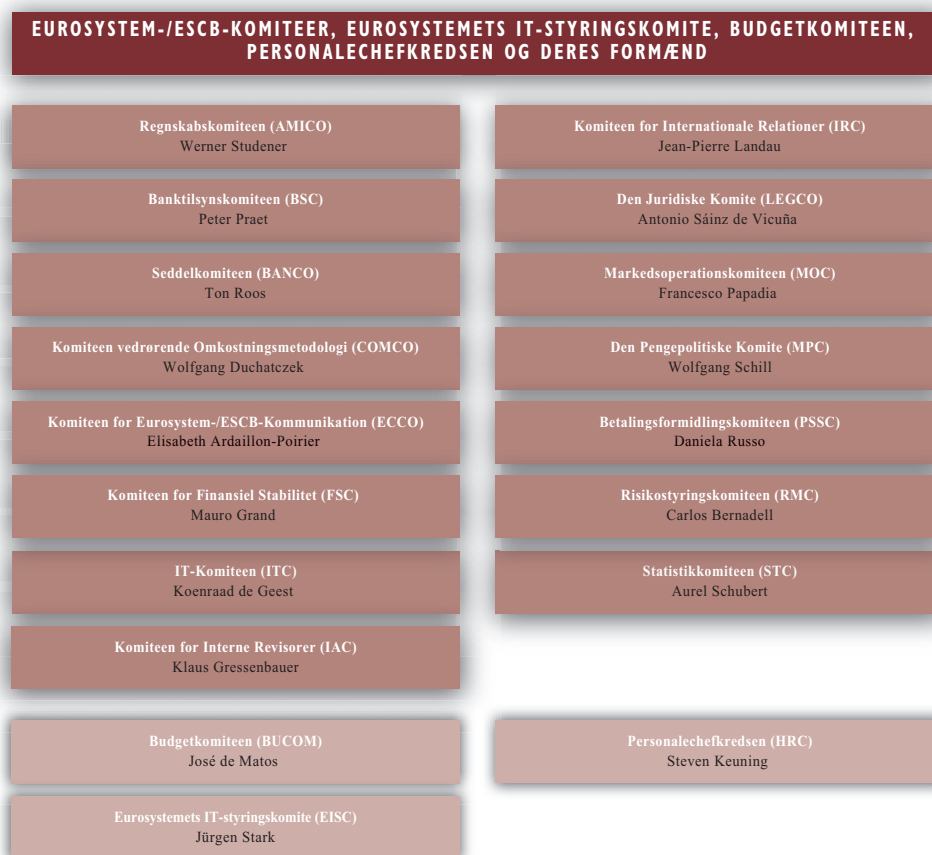 EUROSYSTEM-/ESCB-KOMITEER, EUROSYSTEMETS IT-STYRINGSKOMITE, BUDGETKOMITEEN,
PERSONALECHEFKREDSEN OG DERES FORMÆND
Regnskabskomiteen (AMICO)
Werner Studener
Banktilsynskomiteen (BSC)
Peter Praet
Seddelkomiteen (BANCO)
Ton Roos
Komiteen vedrørende Omkostningsmetodologi (COMCO)
Wolfgang Duchatczek
Komiteen for Eurosystem-/ESCB-Kommunikation (ECCO)
Elisabeth Ardaillon-Poirier
Komiteen for Finansiel Stabilitet (FSC)
Mauro Grand
IT-Komiteen (ITC)
Koenraad de Geest
Komiteen for Interne Revisorer (IAC)
Klaus Gressenbauer
Komiteen for Internationale Relationer (IRC)
Jean-Pierre Landau
Den Juridiske Komite (LEGCO)
Antonio Sáinz de Vicuña
Markedsoperationskomiteen (MOC)
Francesco Papadia
Den Pengepolitiske Komite (MPC)
Wolfgang Schill
Betalingsformidlingskomiteen (PSSC)
Daniela Russo
Risikostyringskomiteen (RMC)
Carlos Bernadell
Statistikkomiteen (STC)
Aurel Schubert
Budgetkomiteen (BUCOM)
José de Matos
Eurosystemets IT-styringskomite (EISC)
Jürgen Stark
Personalechefkredsen (HRC)
Steven Keuning